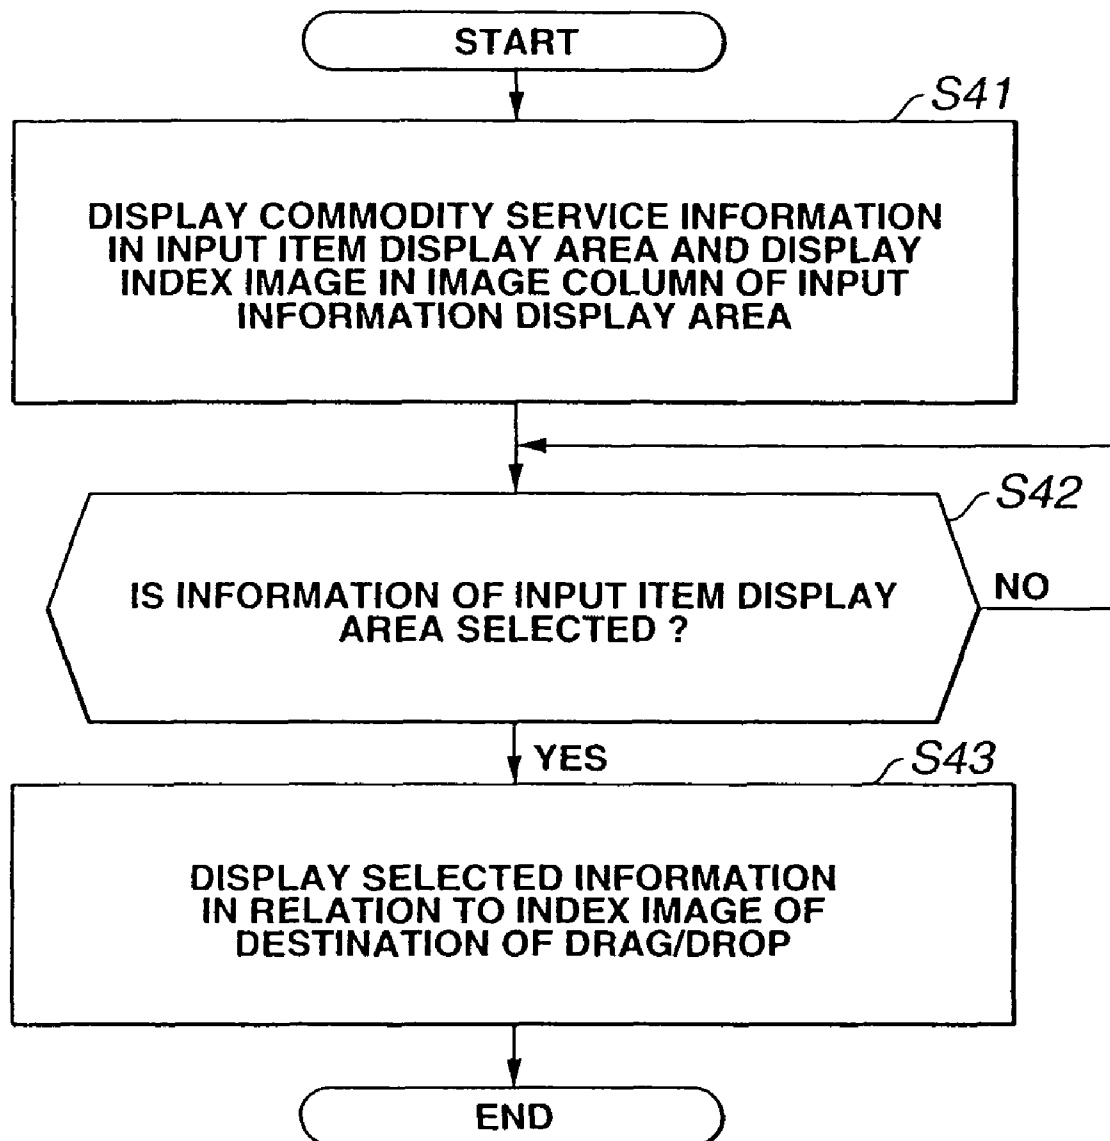 START
S41
DISPLAY COMMODITY SERVICE INFORMATION
IN INPUT ITEM DISPLAY AREA AND DISPLAY
INDEX IMAGE IN IMAGE COLUMN OF INPUT
INFORMATION DISPLAY AREA
S42
IS INFORMATION OF INPUT ITEM DISPLAY
AREA SELECTED ?
NO
YES
S43
DISPLAY SELECTED INFORMATION
IN RELATION TO INDEX IMAGE OF
DESTINATION OF DRAG/DROP
END